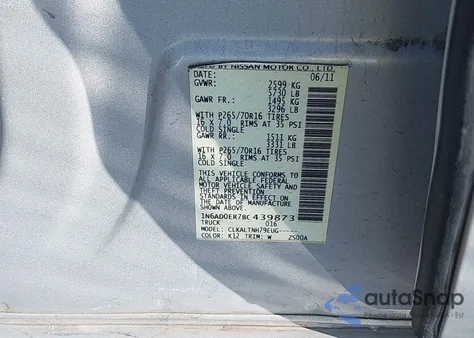 MFD BY NISSAN MOTOR CO., LTD.
DATE: 06/11
GVWR: 2599 KG
5730 LB
GAWR FR.: 1495 KG
3296 LB
WITH P265/70R16 TIRES
16 X 7.0 RIMS AT 35 PSI
COLD SINGLE
1511 KG
3331 LB
WITH P265/70R16 TIRES
16 X 7.0 RIMS AT 35 PSI
COLD SINGLE
THIS VEHICLE CONFORMS TO
ALL APPLICABLE FEDERAL
MOTOR VEHICLE SAFETY AND
THEFT PREVENTION
STANDARDS IN EFFECT ON
THE DATE OF MANUFACTURE
SHOWN ABOVE.
1N6AD0ER7BC 439873
TRUCK 016
MODEL: CLKALTNH79EUG-----
COLOR: K12 TRIM: W ZS00A
autoSnap